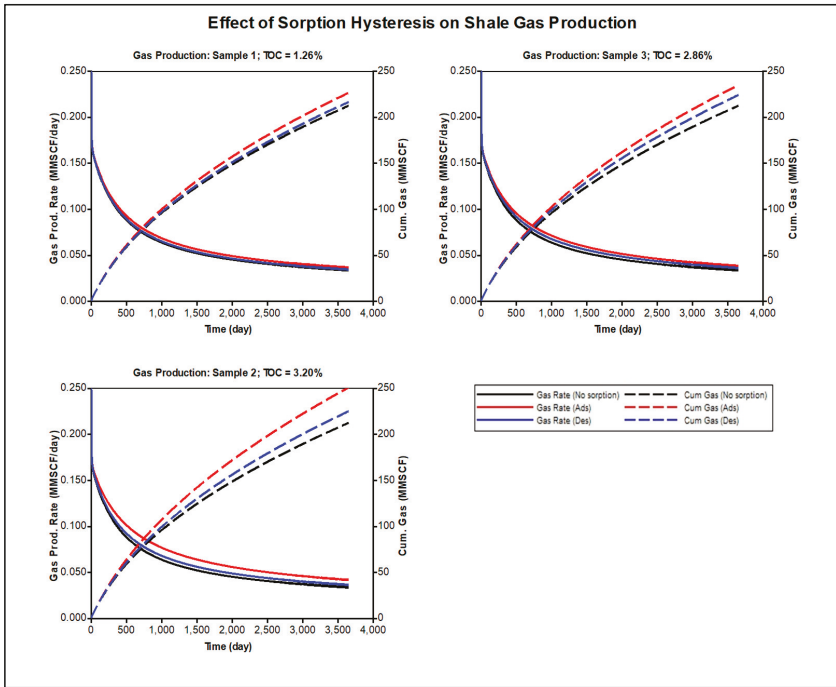 Effect of Sorption Hysteresis on Shale Gas Production
Gas Production: Sample 1; TOC = 1.26%
0.250
0.200
0.150
0.100
0.050
0.000
Gas Prod. Rate (MMSCF/day)
250
200
150
100
50
0
Cum. Gas (MMSCF)
0 500 1,000 1,500 2,000 2,500 3,000 3,500 4,000
Time (day)
Gas Production: Sample 3; TOC = 2.86%
0.250
0.200
0.150
0.100
0.050
0.000
Gas Prod. Rate (MMSCF/day)
250
200
150
100
50
0
Cum. Gas (MMSCF)
0 500 1,000 1,500 2,000 2,500 3,000 3,500 4,000
Time (day)
Gas Production: Sample 2; TOC = 3.20%
0.250
0.200
0.150
0.100
0.050
0.000
Gas Prod. Rate (MMSCF/day)
250
200
150
100
50
0
Cum. Gas (MMSCF)
0 500 1,000 1,500 2,000 2,500 3,000 3,500 4,000
Time (day)
Gas Rate (No sorption) Cum Gas (No sorption)
Gas Rate (Ads) Cum Gas (Ads)
Gas Rate (Des) Cum Gas (Des)